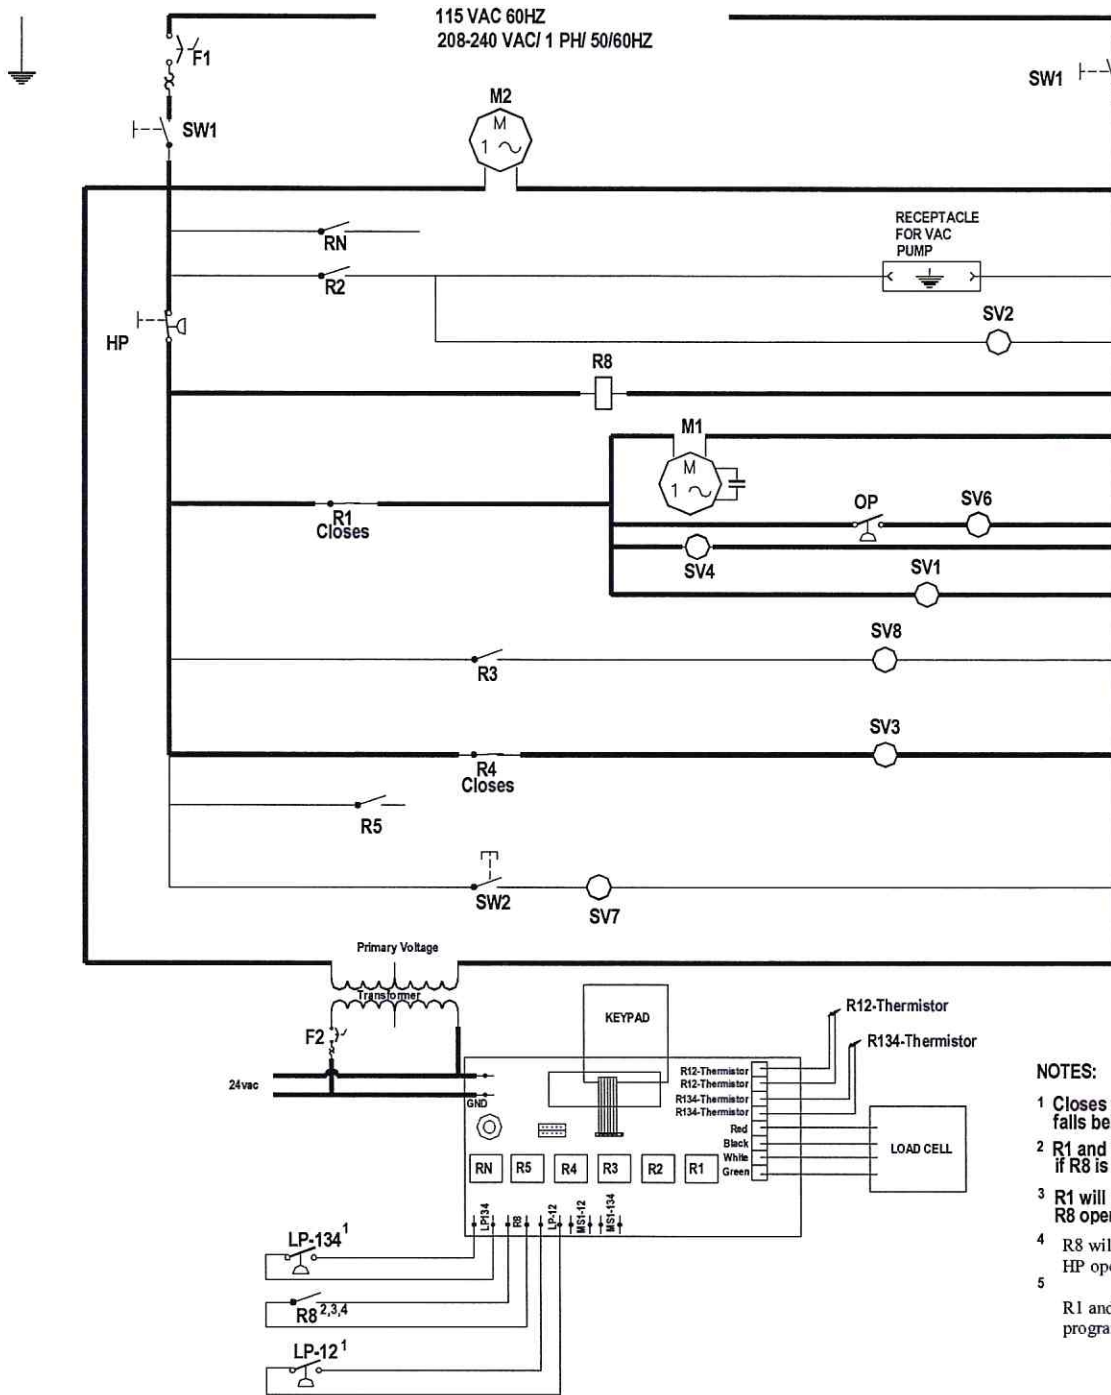 115 VAC 60HZ
208-240 VAC/ 1 PH/ 50/60HZ
F1
SW1
SW1
M2
M
1
RN
RECEPTACLE
FOR VAC
PUMP
R2
SV2
HP
R8
M1
M
1
OP
SV6
R1
Closes
SV4
SV1
SV8
R3
SV3
R4
Closes
R5
SW2
SV7
Primary Voltage
Transformer
F2
24vac
GND
KEYPAD
R12-Thermistor
R134-Thermistor
R12-Thermistor
R12-Thermistor
R134-Thermistor
R134-Thermistor
Red
Black
White
Green
LOAD CELL
RN
R5
R4
R3
R2
R1
LP134
R8
LP-12
MS1-12
MS1-134
LP-134 1
R8 2,3,4
LP-12 1
NOTES:
1 Closes
falls be
2 R1 and
if R8 is
3 R1 will
R8 oper
4 R8 wil
HP ope
5
R1 and
progra